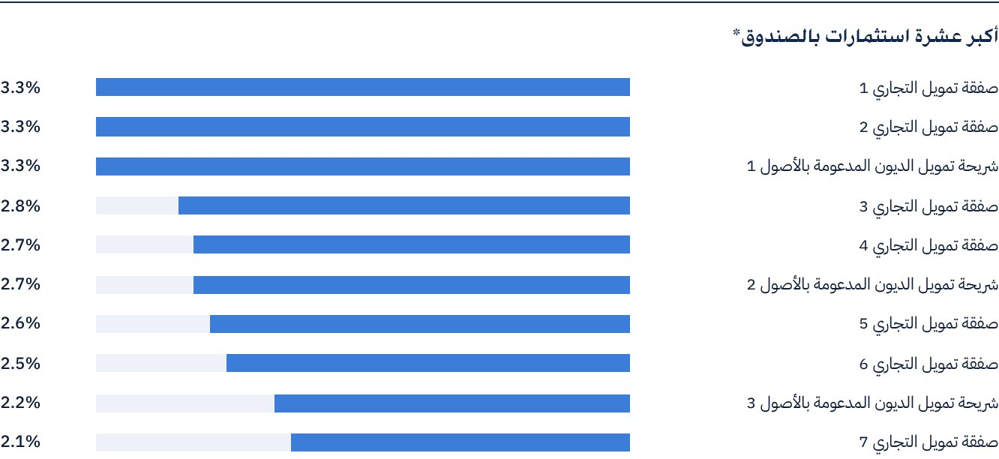 أكبر عشرة استثمارات بالصندوق*
صفقة تمويل التجاري 1 3.3%
صفقة تمويل التجاري 2 3.3%
شريحة تمويل الديون المدعومة بالأصول 1 3.3%
صفقة تمويل التجاري 3 2.8%
صفقة تمويل التجاري 4 2.7%
شريحة تمويل الديون المدعومة بالأصول 2 2.7%
صفقة تمويل التجاري 5 2.6%
صفقة تمويل التجاري 6 2.5%
شريحة تمويل الديون المدعومة بالأصول 3 2.2%
صفقة تمويل التجاري 7 2.1%